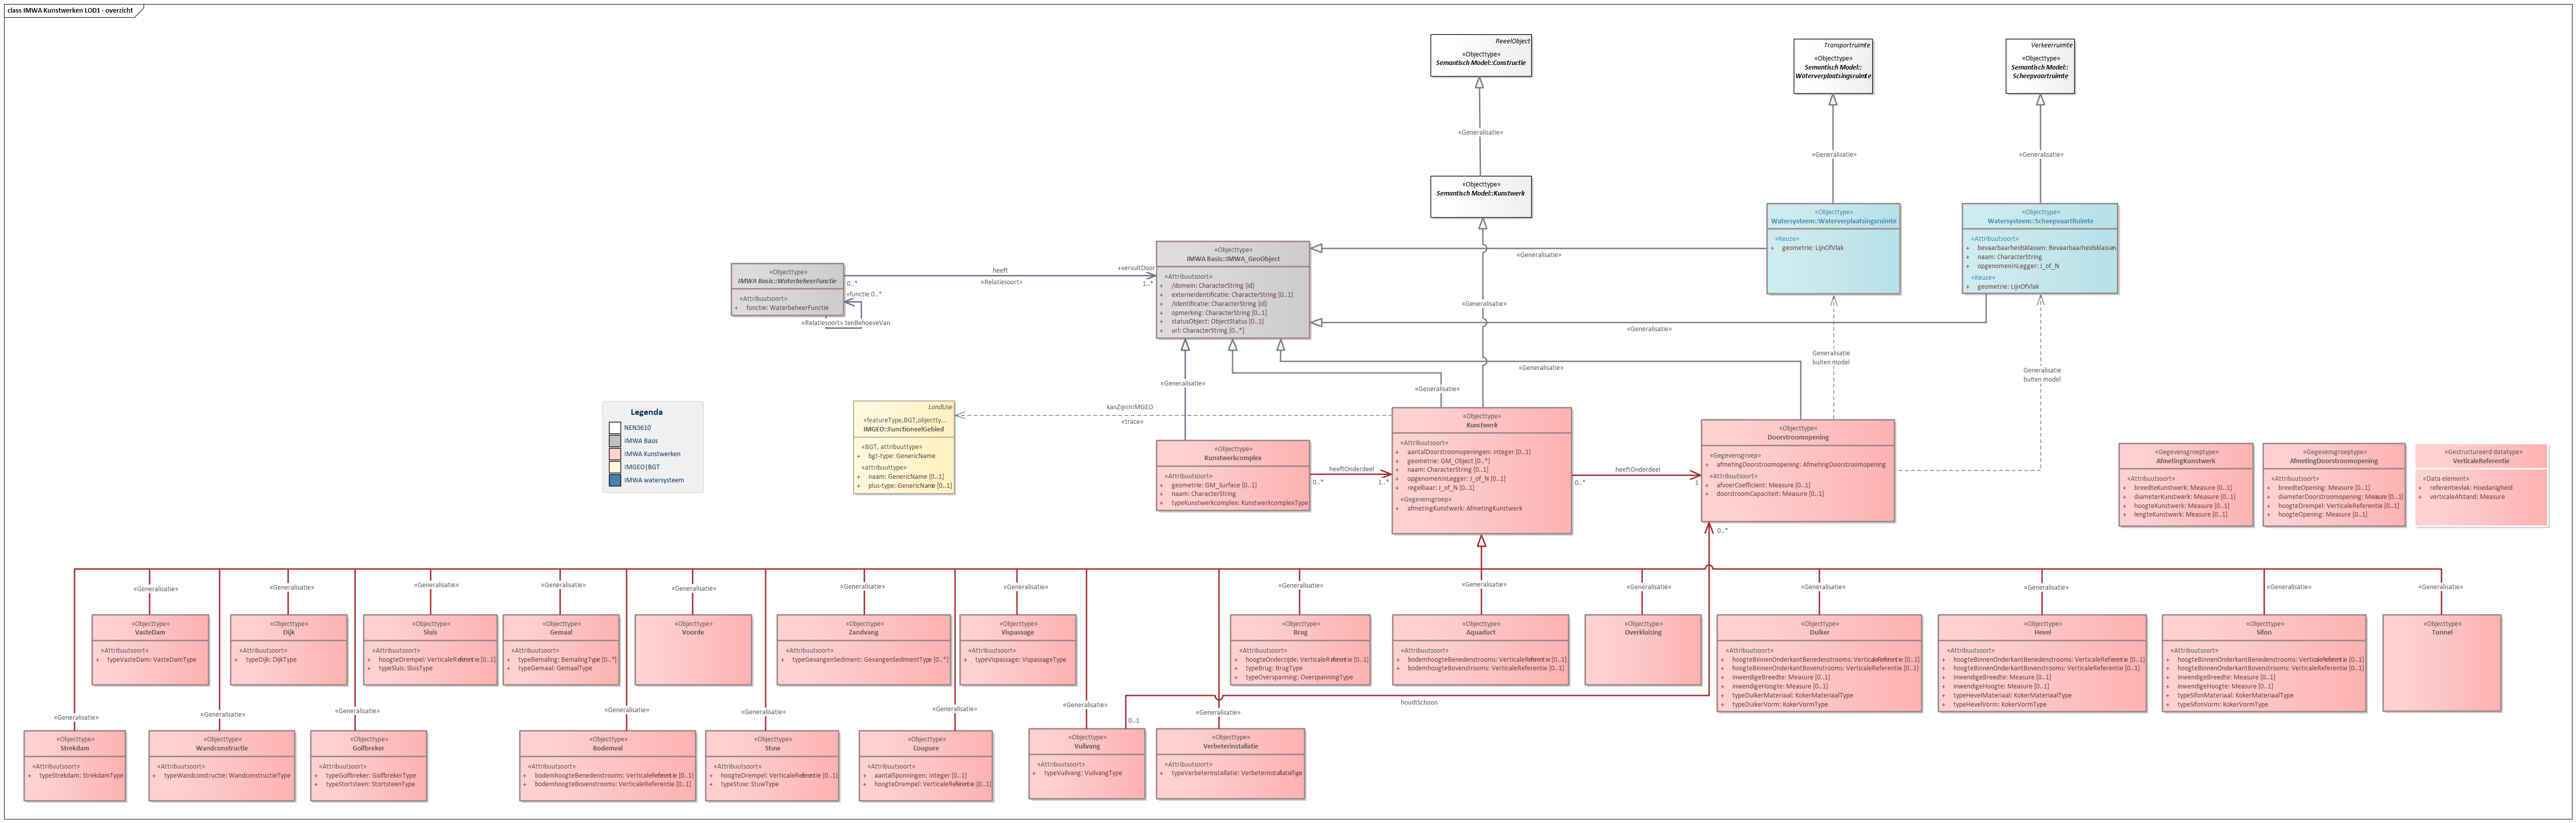 class IMWA Kunstwerken LOD1 - overzicht
ReeelObject
«Objecttype»
Semantisch Model::Constructie
Transportruimte
«Objecttype»
Semantisch Model::
Waterverplaatsingsruimte
Verkeerruimte
«Objecttype»
Semantisch Model::
Scheepvaartruimte
«Generalisatie»
«Generalisatie»
«Generalisatie»
«Objecttype»
Semantisch Model::Kunstwerk
«Objecttype»
Watersysteem::Waterverplaatsingsruimte
«Keuze»
+ geometrie: LijnOfVlak
«Objecttype»
Watersysteem::ScheepvaartRuimte
«Attribuutsoort»
+ bevaarbaarheidsklassen: Bevaarbaarheidsklassen
+ naam: CharacterString
+ opgenomenInLegger: J_of_N
«Keuze»
+ geometrie: LijnOfVlak
«Objecttype»
IMWA Basis::WaterbeheerFunctie
«Attribuutsoort»
+ functie: WaterbeheerFunctie
heeft
«Relatiesoort»
0..*
+vervultDoor
1..*
+functie 0..*
«Relatiesoort» tenBehoeveVan
«Objecttype»
IMWA Basis::IMWA_GeoObject
«Attribuutsoort»
+ /domein: CharacterString {id}
+ externeIdentificatie: CharacterString [0..1]
+ /identificatie: CharacterString {id}
+ opmerking: CharacterString [0..1]
+ statusObject: ObjectStatus [0..1]
+ url: CharacterString [0..*]
«Generalisatie»
«Generalisatie»
«Generalisatie»
«Generalisatie»
«Generalisatie»
«Generalisatie»
Generalisatie
buiten model
Generalisatie
buiten model
Legenda
NEN3610
IMWA Basis
IMWA Kunstwerken
IMGEO|BGT
IMWA watersysteem
LandUse
«featureType,BGT,objectty...
IMGEO::FunctioneelGebied
«BGT, attribuuttype»
+ bgt-type: GenericName
«attribuuttype»
+ naam: GenericName [0..1]
+ plus-type: GenericName [0..1]
kanZijnInIMGEO
«trace»
«Objecttype»
Kunstwerkcomplex
«Attribuutsoort»
+ geometrie: GM_Surface [0..1]
+ naam: CharacterString
+ typeKunstwerkcomplex: KunstwerkcomplexType
heeftOnderdeel
0..*
1..*
«Objecttype»
Kunstwerk
«Attribuutsoort»
+ aantalDoorstroomopeningen: Integer [0..1]
+ geometrie: GM_Object [0..*]
+ naam: CharacterString [0..1]
+ opgenomenInLegger: J_of_N [0..1]
+ regelbaar: J_of_N [0..1]
«Gegevensgroep»
+ afmetingKunstwerk: AfmetingKunstwerk
heeftOnderdeel
0..*
1
«Objecttype»
Doorstroomopening
«Gegevensgroep»
+ afmetingDoorstroomopening: AfmetingDoorstroomopening
«Attribuutsoort»
+ afvoerCoefficient: Measure [0..1]
+ doorstroomCapaciteit: Measure [0..1]
0..*
«Gegevensgroeptype»
AfmetingKunstwerk
«Attribuutsoort»
+ breedteKunstwerk: Measure [0..1]
+ diameterKunstwerk: Measure [0..1]
+ hoogteKunstwerk: Measure [0..1]
+ lengteKunstwerk: Measure [0..1]
«Gegevensgroeptype»
AfmetingDoorstroomopening
«Attribuutsoort»
+ breedteOpening: Measure [0..1]
+ diameterDoorstroomopening: Measure [0..1]
+ hoogteDrempel: VerticaleReferentie [0..1]
+ hoogteOpening: Measure [0..1]
«Gestructureerd datatype»
VerticaleReferentie
«Data element»
+ referentievlak: Hoedanigheid
+ verticaleAfstand: Measure
«Generalisatie»
«Generalisatie»
«Generalisatie»
«Generalisatie»
«Generalisatie»
«Generalisatie»
«Generalisatie»
«Generalisatie»
«Generalisatie»
«Generalisatie»
«Generalisatie»
«Generalisatie»
«Generalisatie»
«Generalisatie»
«Objecttype»
VasteDam
«Attribuutsoort»
+ typeVasteDam: VasteDamType
«Objecttype»
Dijk
«Attribuutsoort»
+ typeDijk: DijkType
«Objecttype»
Sluis
«Attribuutsoort»
+ hoogteDrempel: VerticaleReferentie [0..1]
+ typeSluis: SluisType
«Objecttype»
Gemaal
«Attribuutsoort»
+ typeBemaling: BemalingType [0..*]
+ typeGemaal: GemaalType
«Objecttype»
Voorde
«Objecttype»
Zandvang
«Attribuutsoort»
+ typeGevangenSediment: GevangenSedimentType [0..*]
«Objecttype»
Vispassage
«Attribuutsoort»
+ typeVispassage: VispassageType
«Objecttype»
Brug
«Attribuutsoort»
+ hoogteOnderzijde: VerticaleReferentie [0..1]
+ typeBrug: BrugType
+ typeOverspanning: OverspanningType
«Objecttype»
Aquaduct
«Attribuutsoort»
+ bodemhoogteBenedenstrooms: VerticaleReferentie [0..1]
+ bodemhoogteBovenstrooms: VerticaleReferentie [0..1]
«Objecttype»
Overkluizing
«Objecttype»
Duiker
«Attribuutsoort»
+ hoogteBinnenOnderkantBenedenstrooms: VerticaleReferentie [0..1]
+ hoogteBinnenOnderkantBovenstrooms: VerticaleReferentie [0..1]
+ inwendigeBreedte: Measure [0..1]
+ inwendigeHoogte: Measure [0..1]
+ typeDuikerMateriaal: KokerMateriaalType
+ typeDuikerVorm: KokerVormType
«Objecttype»
Hevel
«Attribuutsoort»
+ hoogteBinnenOnderkantBenedenstrooms: VerticaleReferentie [0..1]
+ hoogteBinnenOnderkantBovenstrooms: VerticaleReferentie [0..1]
+ inwendigeBreedte: Measure [0..1]
+ inwendigeHoogte: Measure [0..1]
+ typeHevelMateriaal: KokerMateriaalType
+ typeHevelVorm: KokerVormType
«Objecttype»
Sifon
«Attribuutsoort»
+ hoogteBinnenOnderkantBenedenstrooms: VerticaleReferentie [0..1]
+ hoogteBinnenOnderkantBovenstrooms: VerticaleReferentie [0..1]
+ inwendigeBreedte: Measure [0..1]
+ inwendigeHoogte: Measure [0..1]
+ typeSifonMateriaal: KokerMateriaalType
+ typeSifonVorm: KokerVormType
«Objecttype»
Tunnel
houdtSchoon
0..1
«Generalisatie»
«Generalisatie»
«Generalisatie»
«Generalisatie»
«Generalisatie»
«Generalisatie»
«Generalisatie»
«Generalisatie»
«Objecttype»
Strekdam
«Attribuutsoort»
+ typeStrekdam: StrekdamType
«Objecttype»
Wandconstructie
«Attribuutsoort»
+ typeWandconstructie: WandconstructieType
«Objecttype»
Golfbreker
«Attribuutsoort»
+ typeGolfbreker: GolfbrekerType
+ typeStortsteen: StortsteenType
«Objecttype»
Bodemval
«Attribuutsoort»
+ bodemhoogteBenedenstrooms: VerticaleReferentie [0..1]
+ bodemhoogteBovenstrooms: VerticaleReferentie [0..1]
«Objecttype»
Stuw
«Attribuutsoort»
+ hoogteDrempel: VerticaleReferentie [0..1]
+ typeStuw: StuwType
«Objecttype»
Coupure
«Attribuutsoort»
+ aantalSponningen: Integer [0..1]
+ hoogteDrempel: VerticaleReferentie [0..1]
«Objecttype»
Vuilvang
«Attribuutsoort»
+ typeVuilvang: VuilvangType
«Objecttype»
Verbeterinstallatie
«Attribuutsoort»
+ typeVerbeterinstallatie: VerbeterinstallatieType